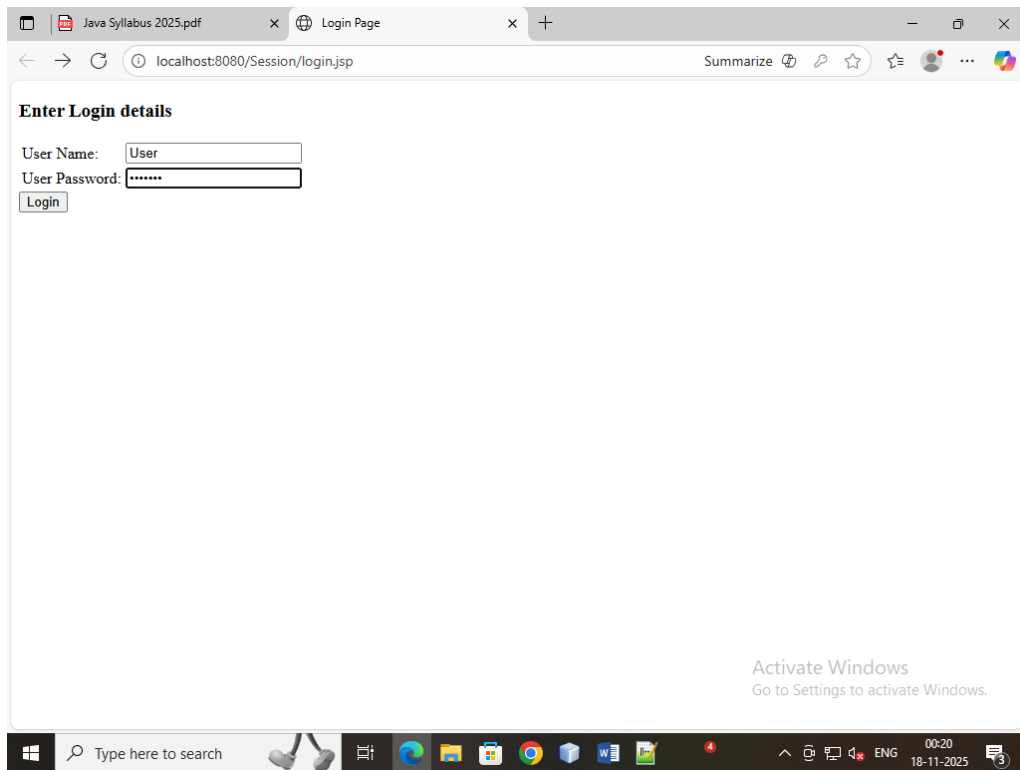 Java Syllabus 2025.pdf
Login Page
localhost:8080/Session/login.jsp
Summarize
Enter Login details
User Name: User
User Password: •••••••
Login
Activate Windows
Go to Settings to activate Windows.
Type here to search
4
ENG
00:20
18-11-2025
3